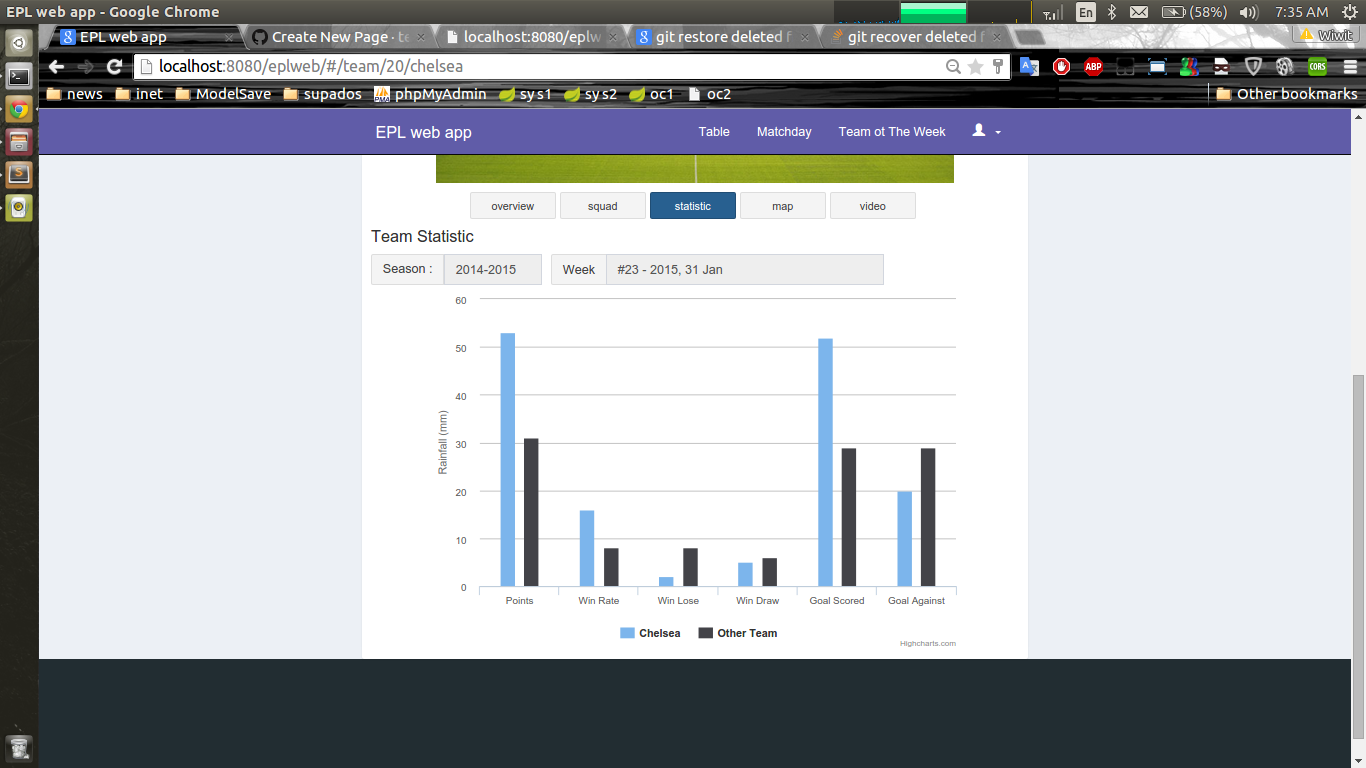 EPL web app - Google Chrome
En
(58%)
7:35 AM
EPL web app
Create New Page · te
localhost:8080/eplw
git restore deleted f
git recover deleted f
Wiwit
localhost:8080/eplweb/#/team/20/chelsea
ABP
CORS
news
inet
ModelSave
supados
phpMyAdmin
sys1
sys2
oc1
oc2
Other bookmarks
EPL web app
Table
Matchday
Team ot The Week
overview
squad
statistic
map
video
Team Statistic
Season :
2014-2015
Week
#23 - 2015, 31 Jan
60
50
40
30
20
10
0
Rainfall (mm)
Points
Win Rate
Win Lose
Win Draw
Goal Scored
Goal Against
Chelsea
Other Team
Highcharts.com